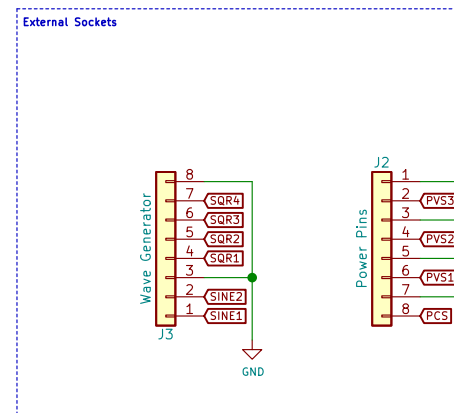 External Sockets
J2
8
7 SQR4
6 SQR3
5 SQR2
4 SQR1
3
2 SINE2
1 SINE1
Wave Generator
J3
GND
1
2 PVS3
3
4 PVS2
5
6 PVS1
7
8 PCS
Power Pins